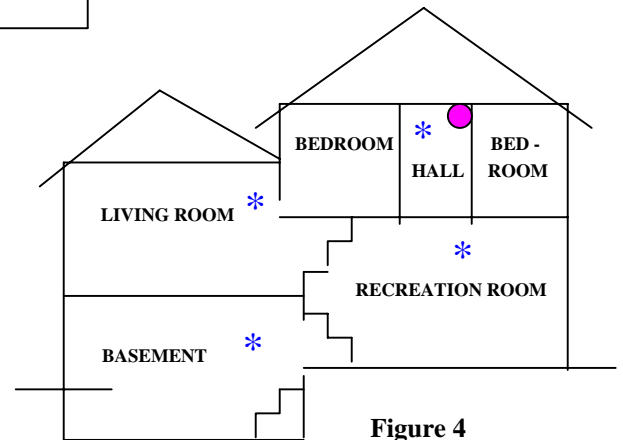 BEDROOM
HALL
BED -
ROOM
LIVING ROOM
RECREATION ROOM
BASEMENT
Figure 4